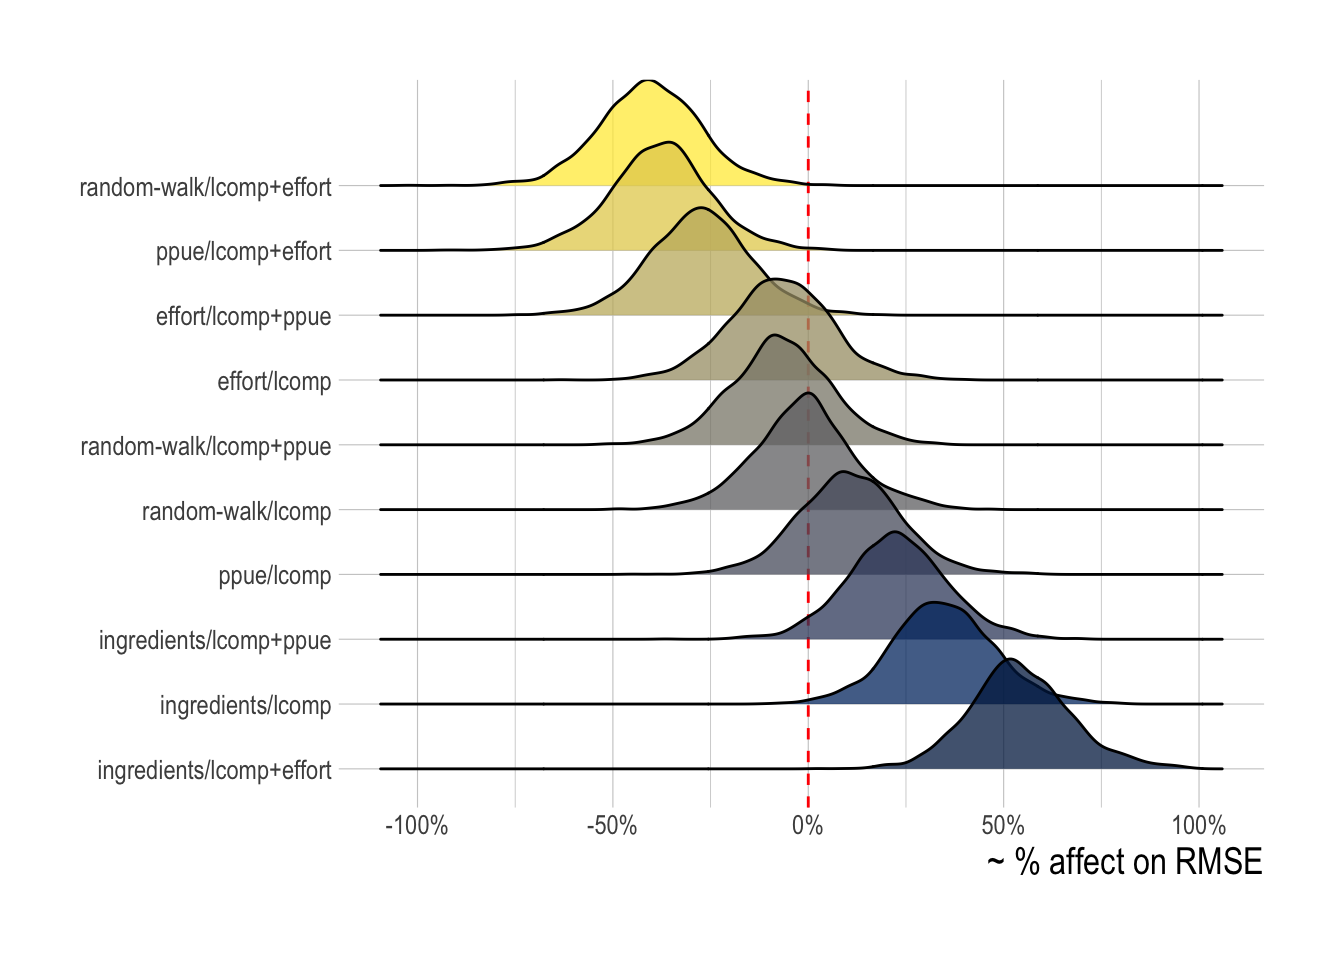 random-walk/lcomp+effort
ppue/lcomp+effort
effort/lcomp+ppue
effort/lcomp
random-walk/lcomp+ppue
random-walk/lcomp
ppue/lcomp
ingredients/lcomp+ppue
ingredients/lcomp
ingredients/lcomp+effort
-100% -50% 0% 50% 100%
~ % affect on RMSE